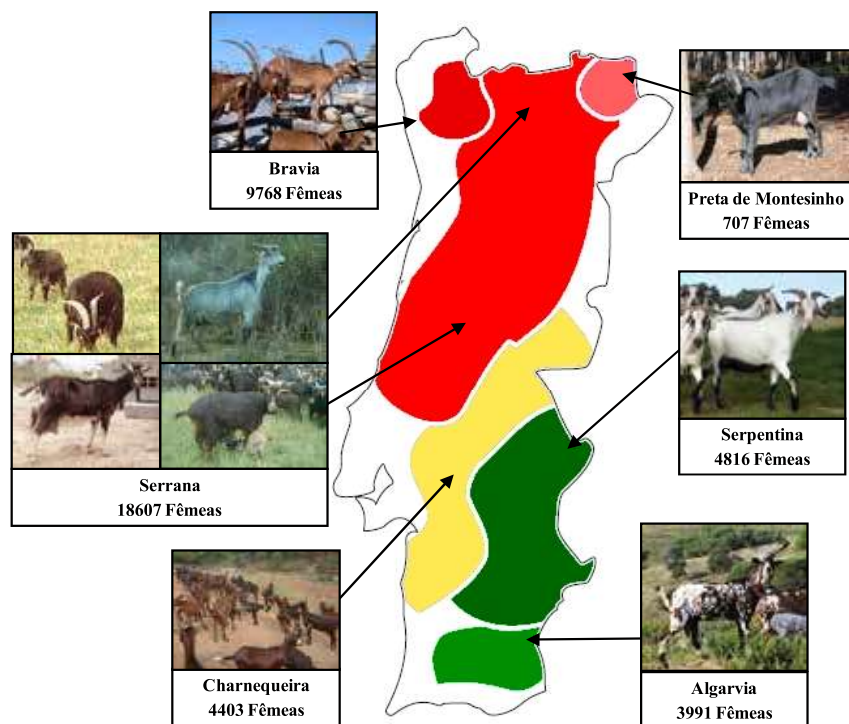 Bravia
9768 Fêmeas
Preta de Montesinho
707 Fêmeas
Serrana
18607 Fêmeas
Serpentina
4816 Fêmeas
Charnequeira
4403 Fêmeas
Algarvia
3991 Fêmeas